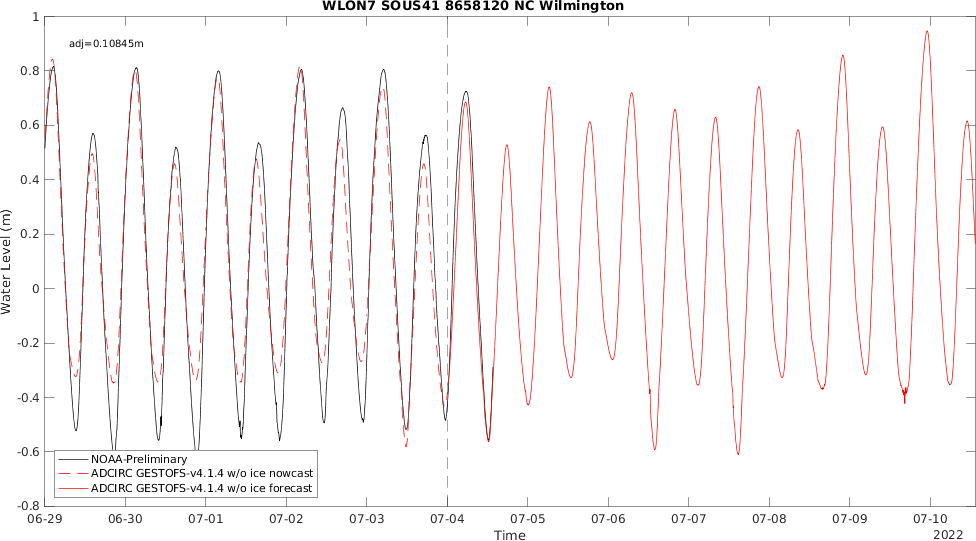 WLON7 SOUS41 8658120 NC Wilmington
adj=0.10845m
Water Level (m)
1
0.8
0.6
0.4
0.2
0
-0.2
-0.4
-0.6
-0.8
NOAA-Preliminary
ADCIRC GESTOFS-v4.1.4 w/o ice nowcast
ADCIRC GESTOFS-v4.1.4 w/o ice forecast
06-29 06-30 07-01 07-02 07-03 07-04 07-05 07-06 07-07 07-08 07-09 07-10
Time
2022